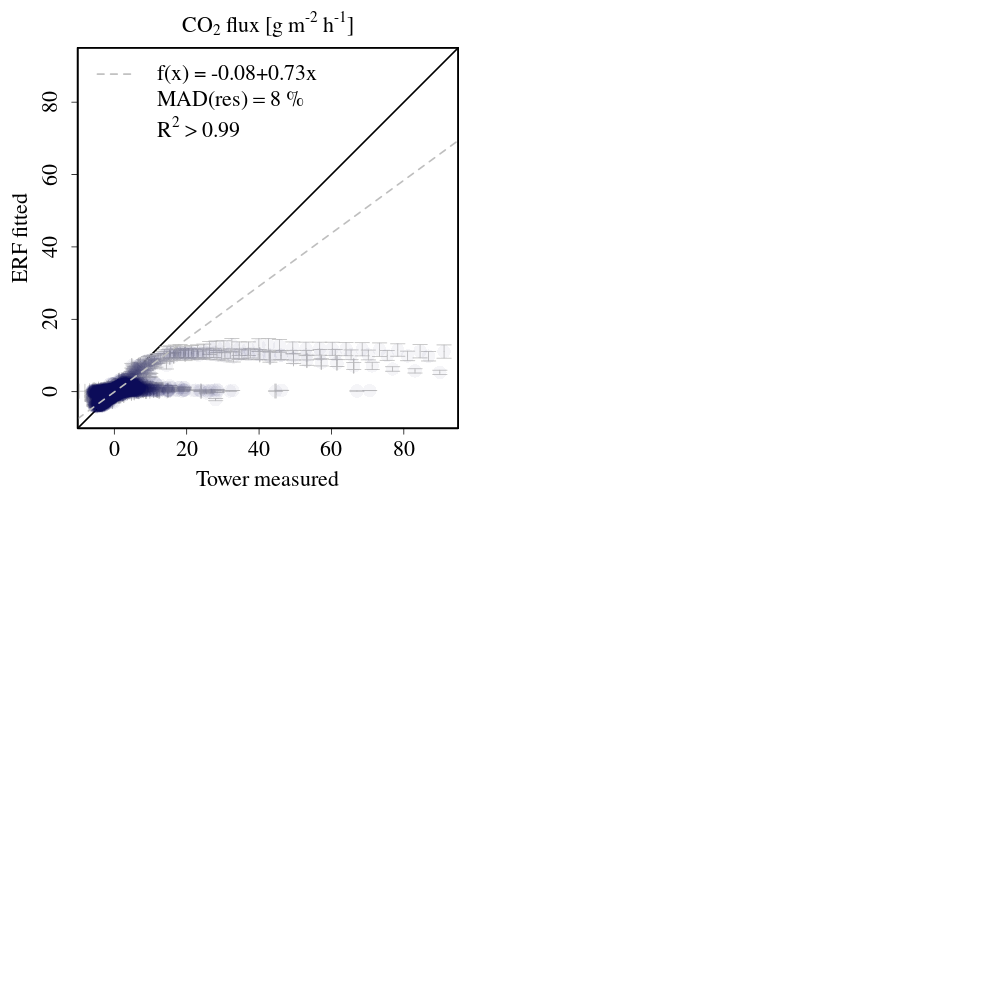 CO₂ flux [g m⁻² h⁻¹]
f(x) = -0.08+0.73x
MAD(res) = 8 %
R² > 0.99
ERF fitted
80
60
40
20
0
0 20 40 60 80
Tower measured